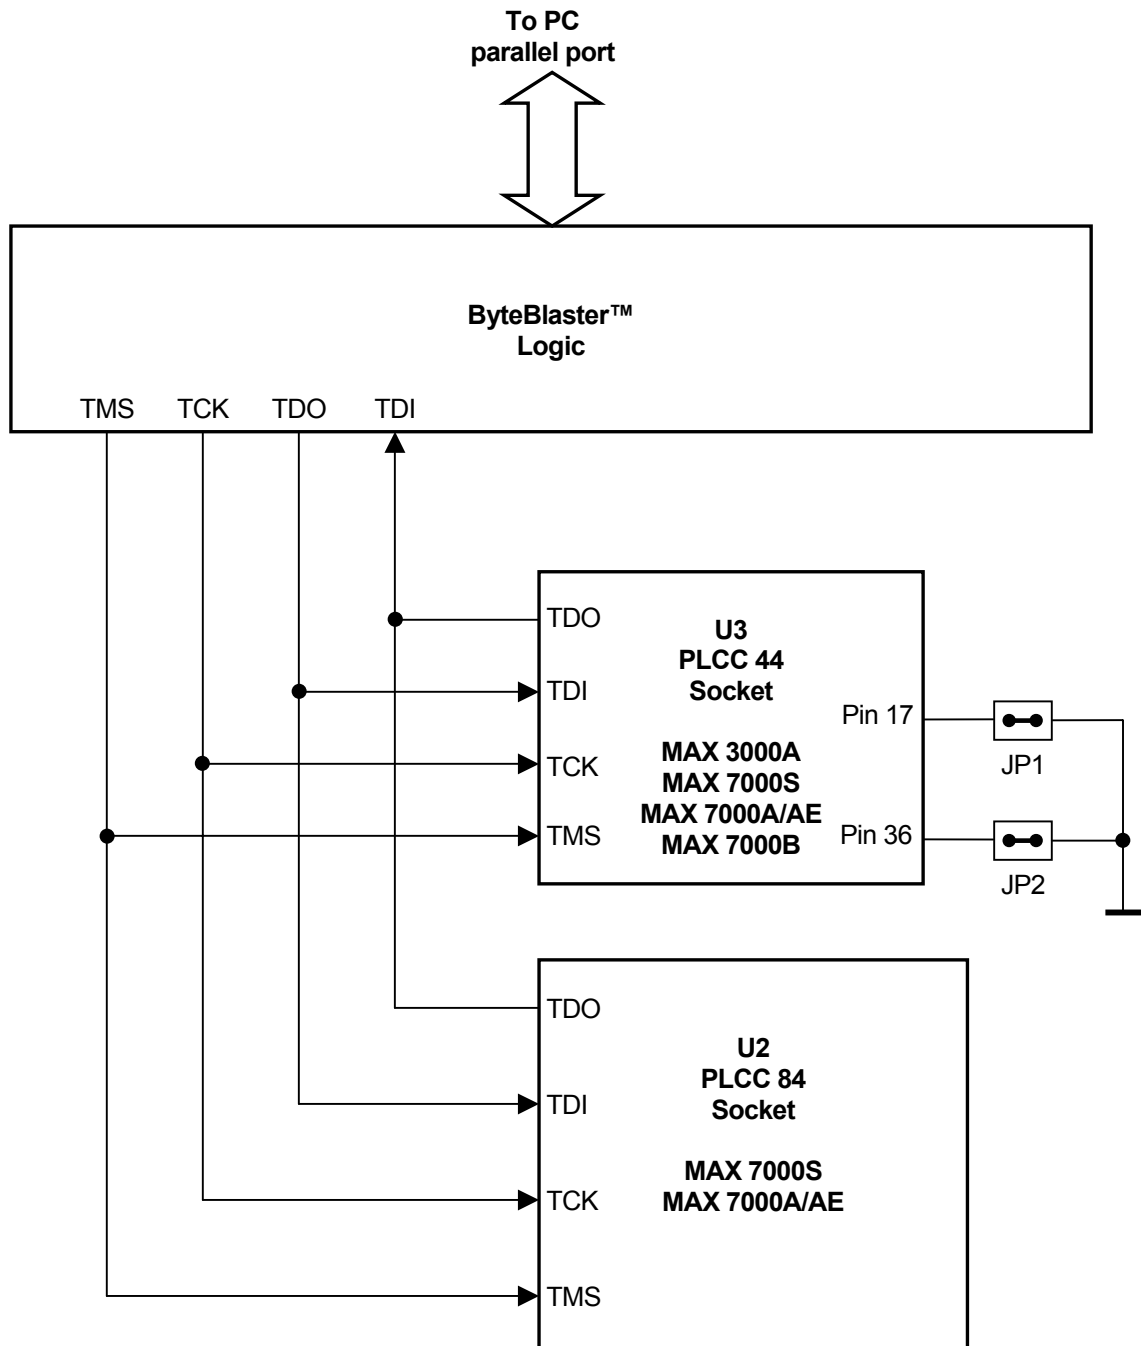 To PC
parallel port
ByteBlaster™
Logic
TMS TCK TDO TDI
TDO
TDI
TCK
TMS
U3
PLCC 44
Socket
MAX 3000A
MAX 7000S
MAX 7000A/AE
MAX 7000B
Pin 17
Pin 36
JP1
JP2
TDO
TDI
TCK
TMS
U2
PLCC 84
Socket
MAX 7000S
MAX 7000A/AE